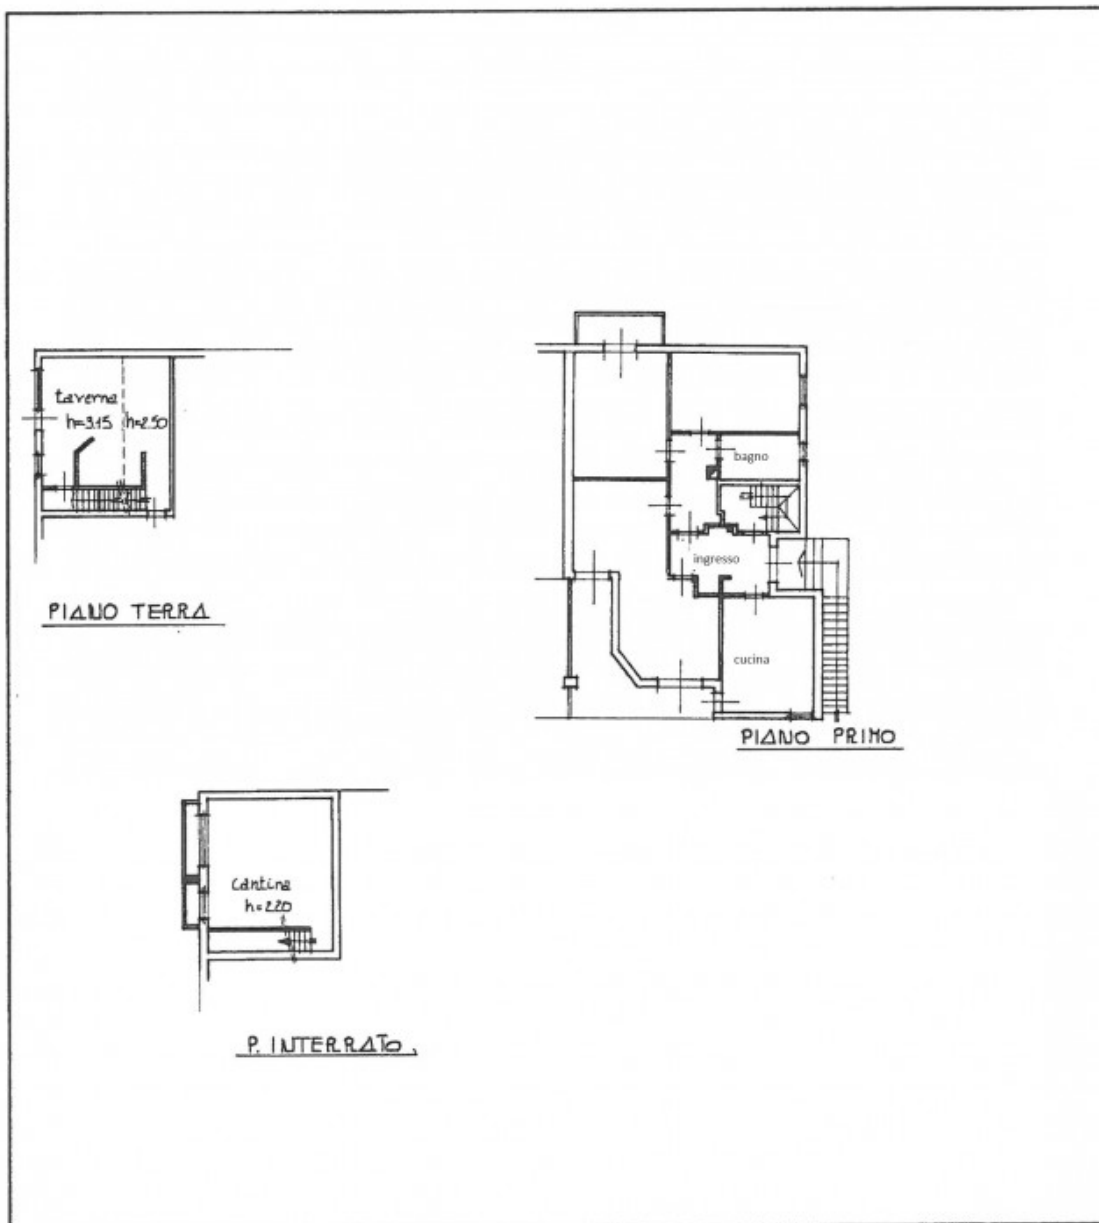 taverna
h=3.15 h=2.50
PIANO TERRA
bagno
ingresso
cucina
PIANO PRIMO
cantina
h=2.20
P. INTERRATO